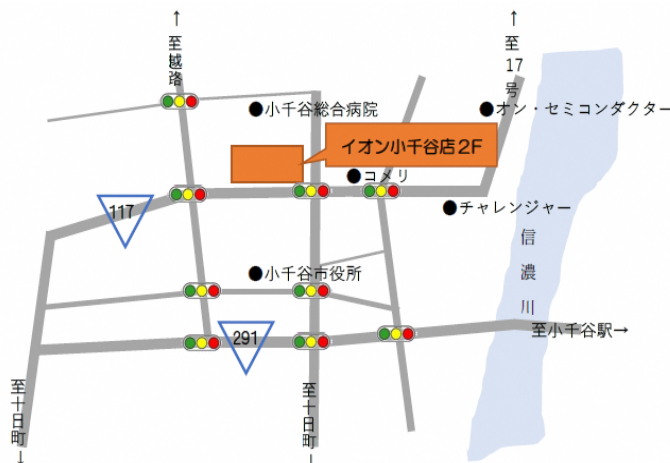 ↑至越路
↑至17号
●小千谷総合病院
●オン・セミコンダクター
イオン小千谷店2F
●コメリ
117
●チャレンジャー
信濃川
●小千谷市役所
291
至小千谷駅→
至十日町↓
至十日町↓